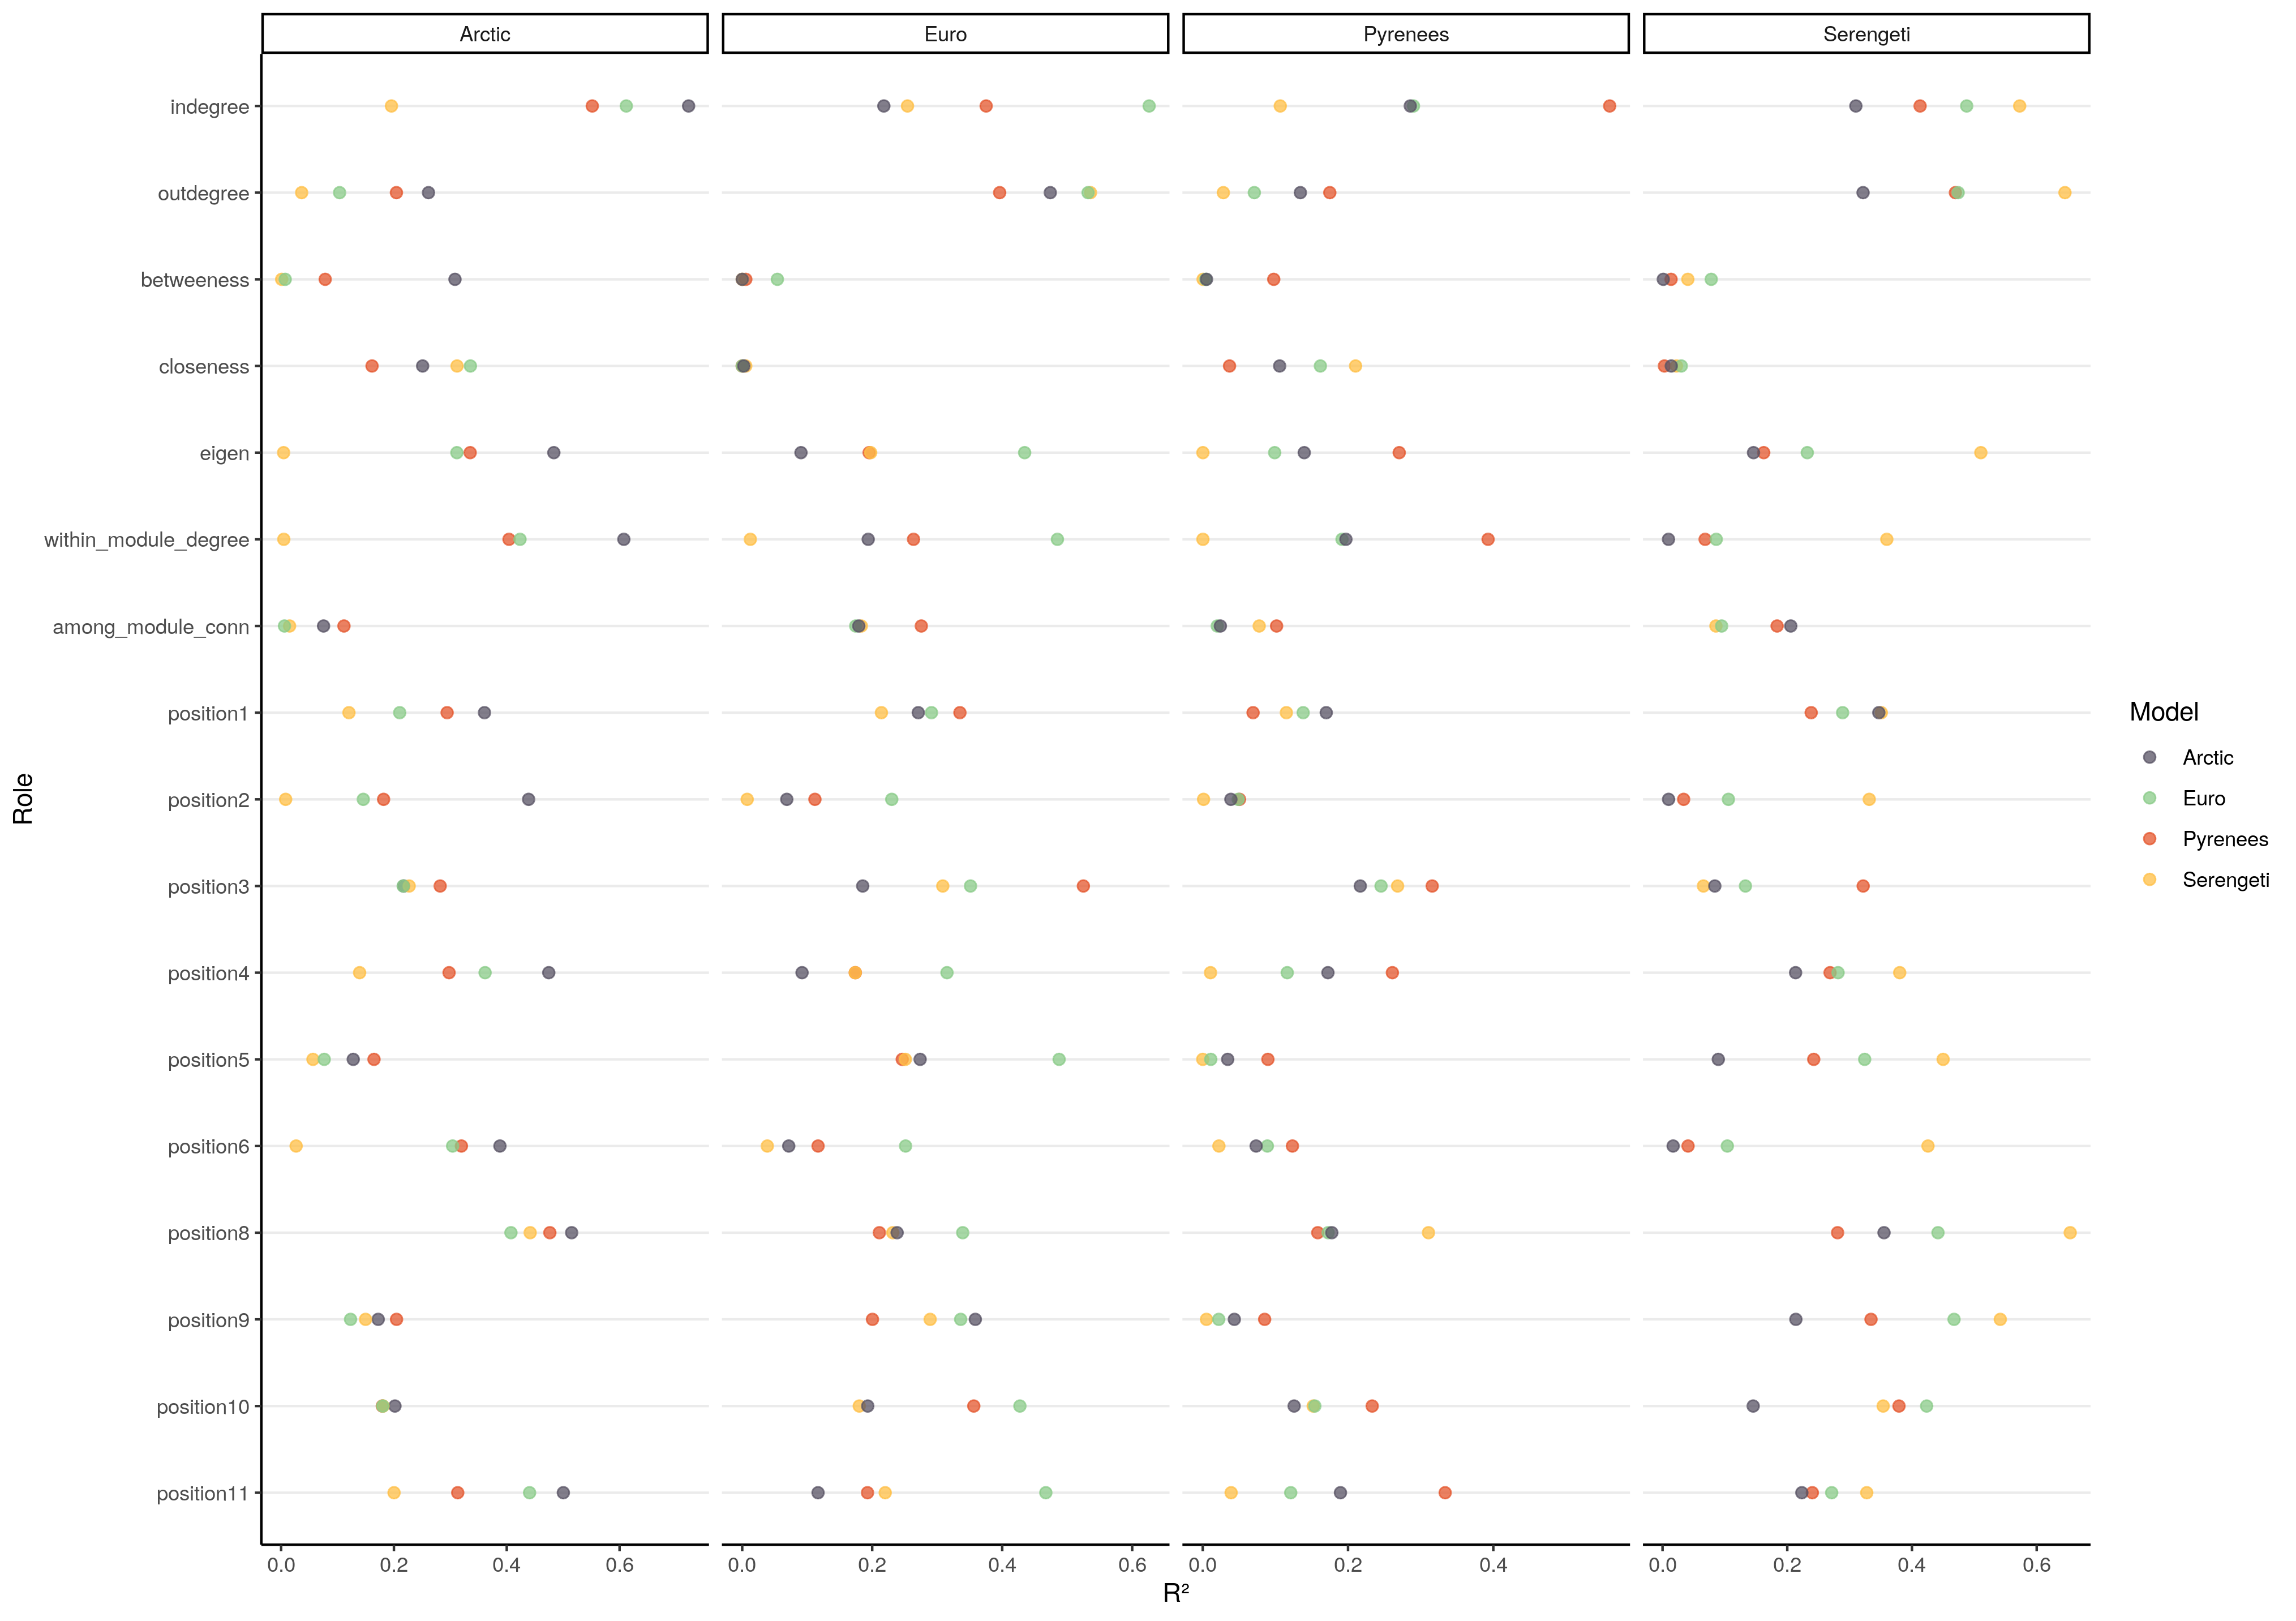 Arctic Euro Pyrenees Serengeti
indegree
outdegree
betweeness
closeness
eigen
within_module_degree
among_module_conn
position1
position2
position3
position4
position5
position6
position8
position9
position10
position11
Role
0.0 0.2 0.4 0.6 0.0 0.2 0.4 0.6 0.0 0.2 0.4 0.0 0.2 0.4 0.6
R²
Model
Arctic
Euro
Pyrenees
Serengeti